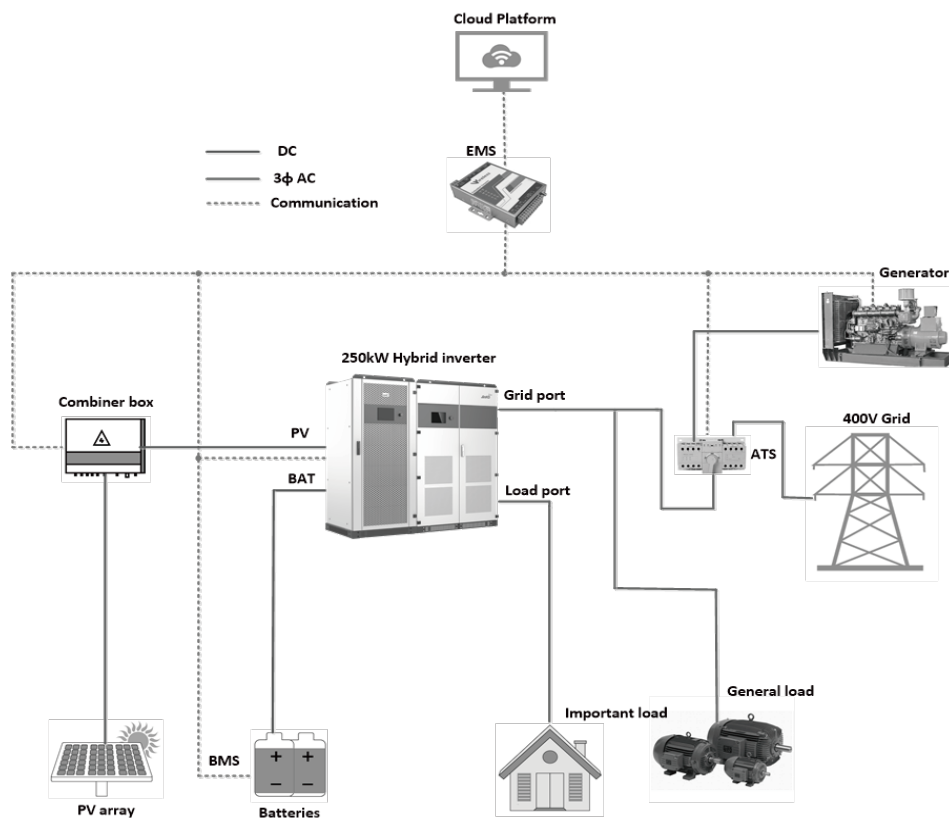 Cloud Platform
EMS
DC
3ф AC
Communication
Generator
250kW Hybrid inverter
Grid port
Combiner box
400V Grid
PV
ATS
BAT
Load port
Important load
General load
BMS
PV array
Batteries